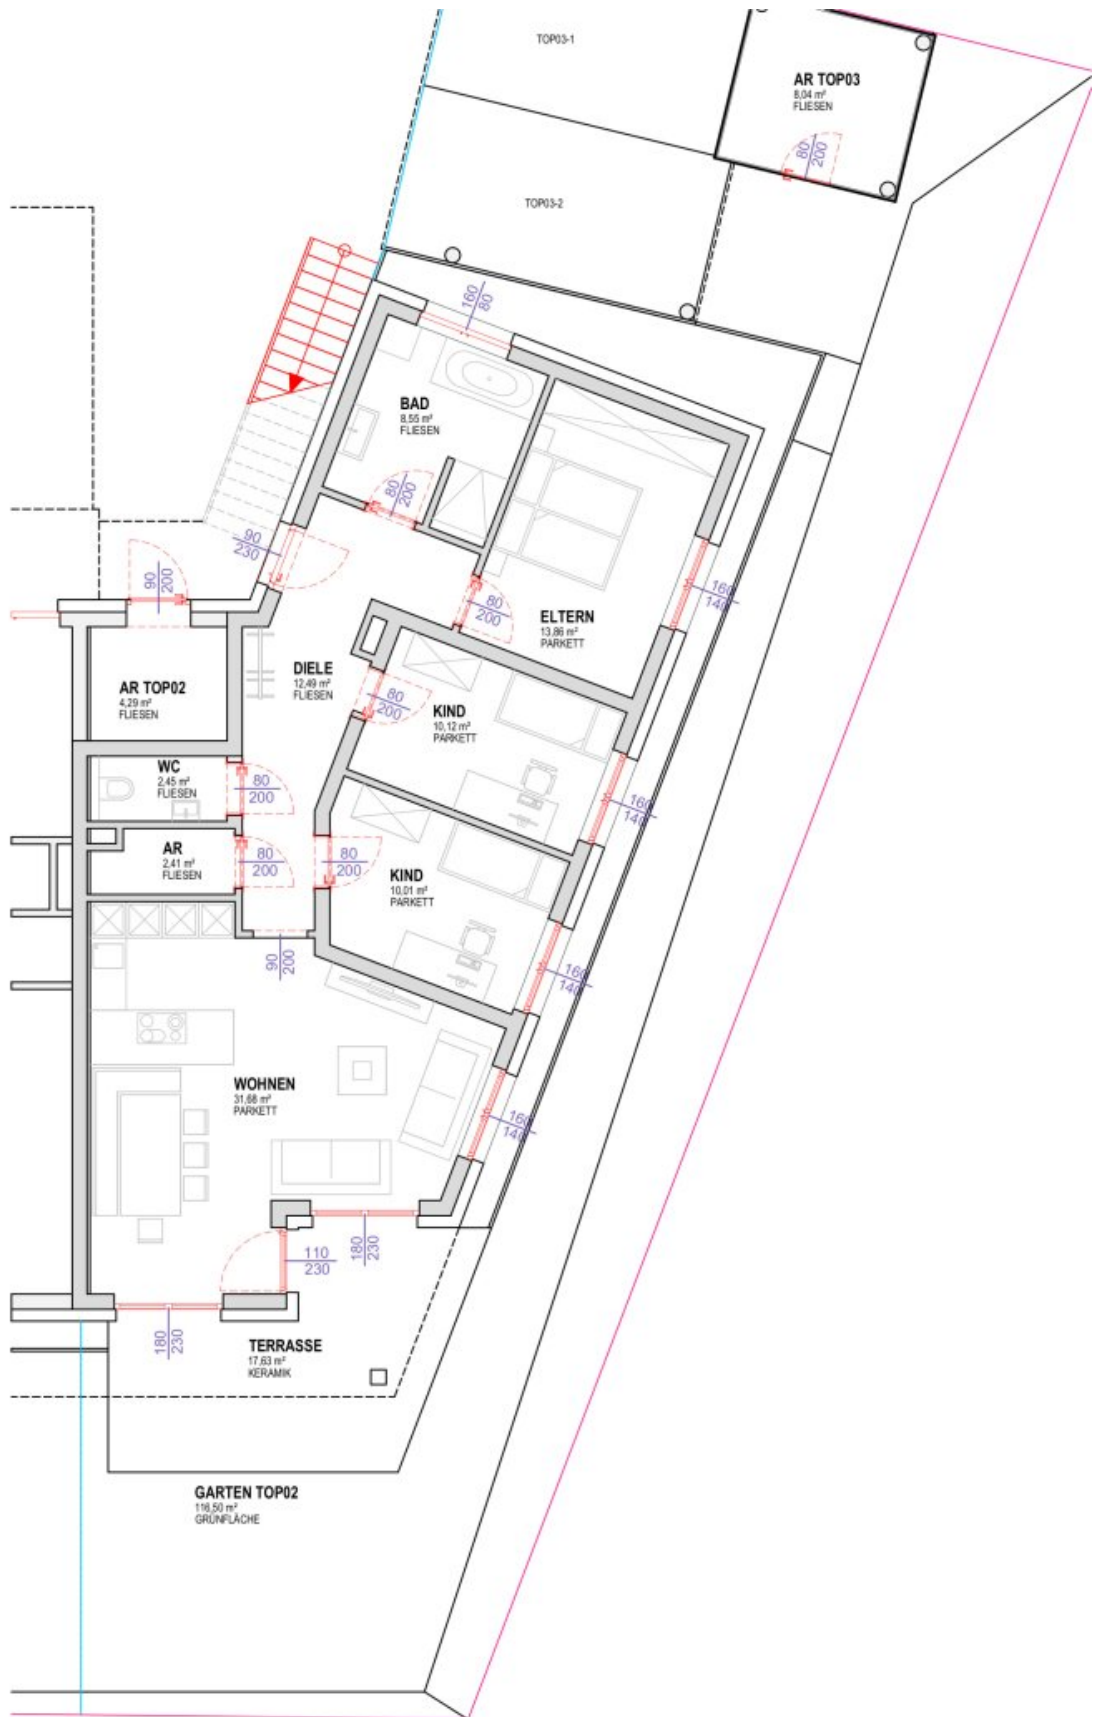 TOP03-1
AR TOP03
8,04 m²
FLIESEN
80
200
TOP03-2
160
80
BAD
8,55 m²
FLIESEN
80
200
90
230
90
200
80
200
160
140
ELTERN
13,86 m²
PARKETT
DIELE
12,49 m²
FLIESEN
AR TOP02
4,29 m²
FLIESEN
80
200
KIND
10,12 m²
PARKETT
WC
2,45 m²
FLIESEN
80
200
160
140
AR
2,41 m²
FLIESEN
80
200
80
200
KIND
10,01 m²
PARKETT
90
200
160
140
WOHNEN
31,68 m²
PARKETT
160
140
180
230
110
230
180
230
TERRASSE
17,63 m²
KERAMIK
GARTEN TOP02
116,50 m²
GRÜNFLÄCHE